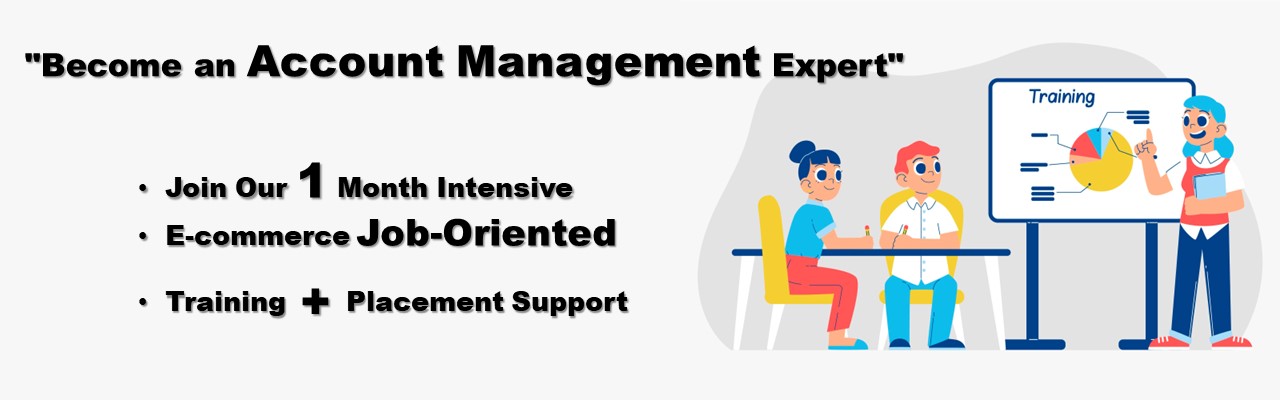 "Become an Account Management Expert"
• Join Our 1 Month Intensive
• E-commerce Job-Oriented
• Training + Placement Support
Training